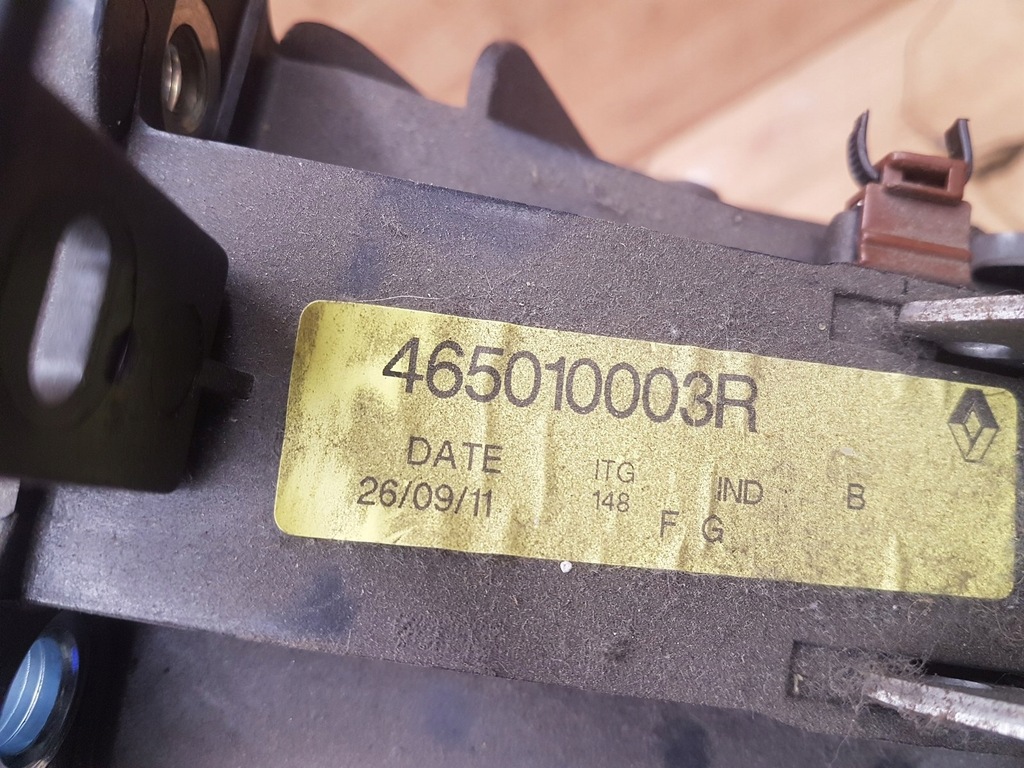 465010003R
DATE ITG IND B
26/09/11 148 F G